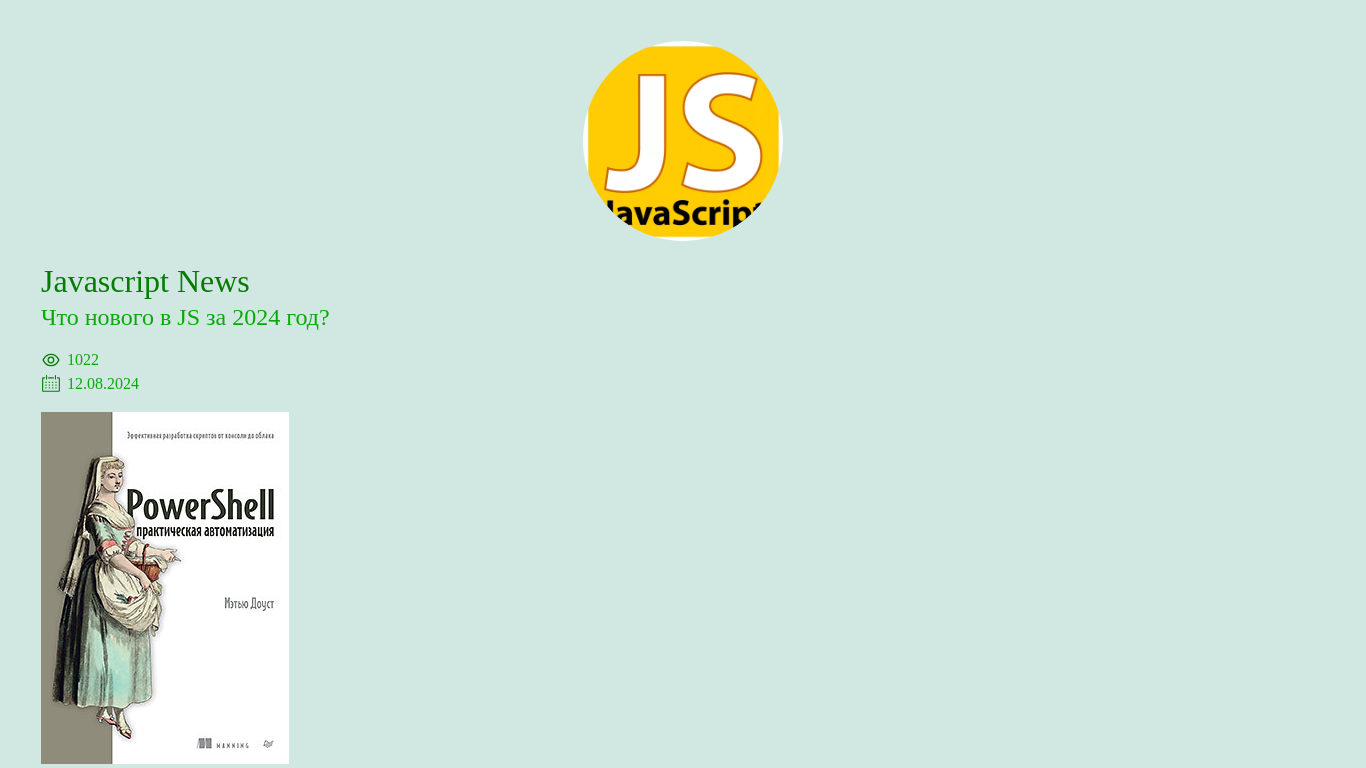 JS
JavaScript
Javascript News
Что нового в JS за 2024 год?
1022
12.08.2024
Эффективная разработка скриптов от консоли до облака
PowerShell
практическая автоматизация
Мэтью Доуст
MANNING